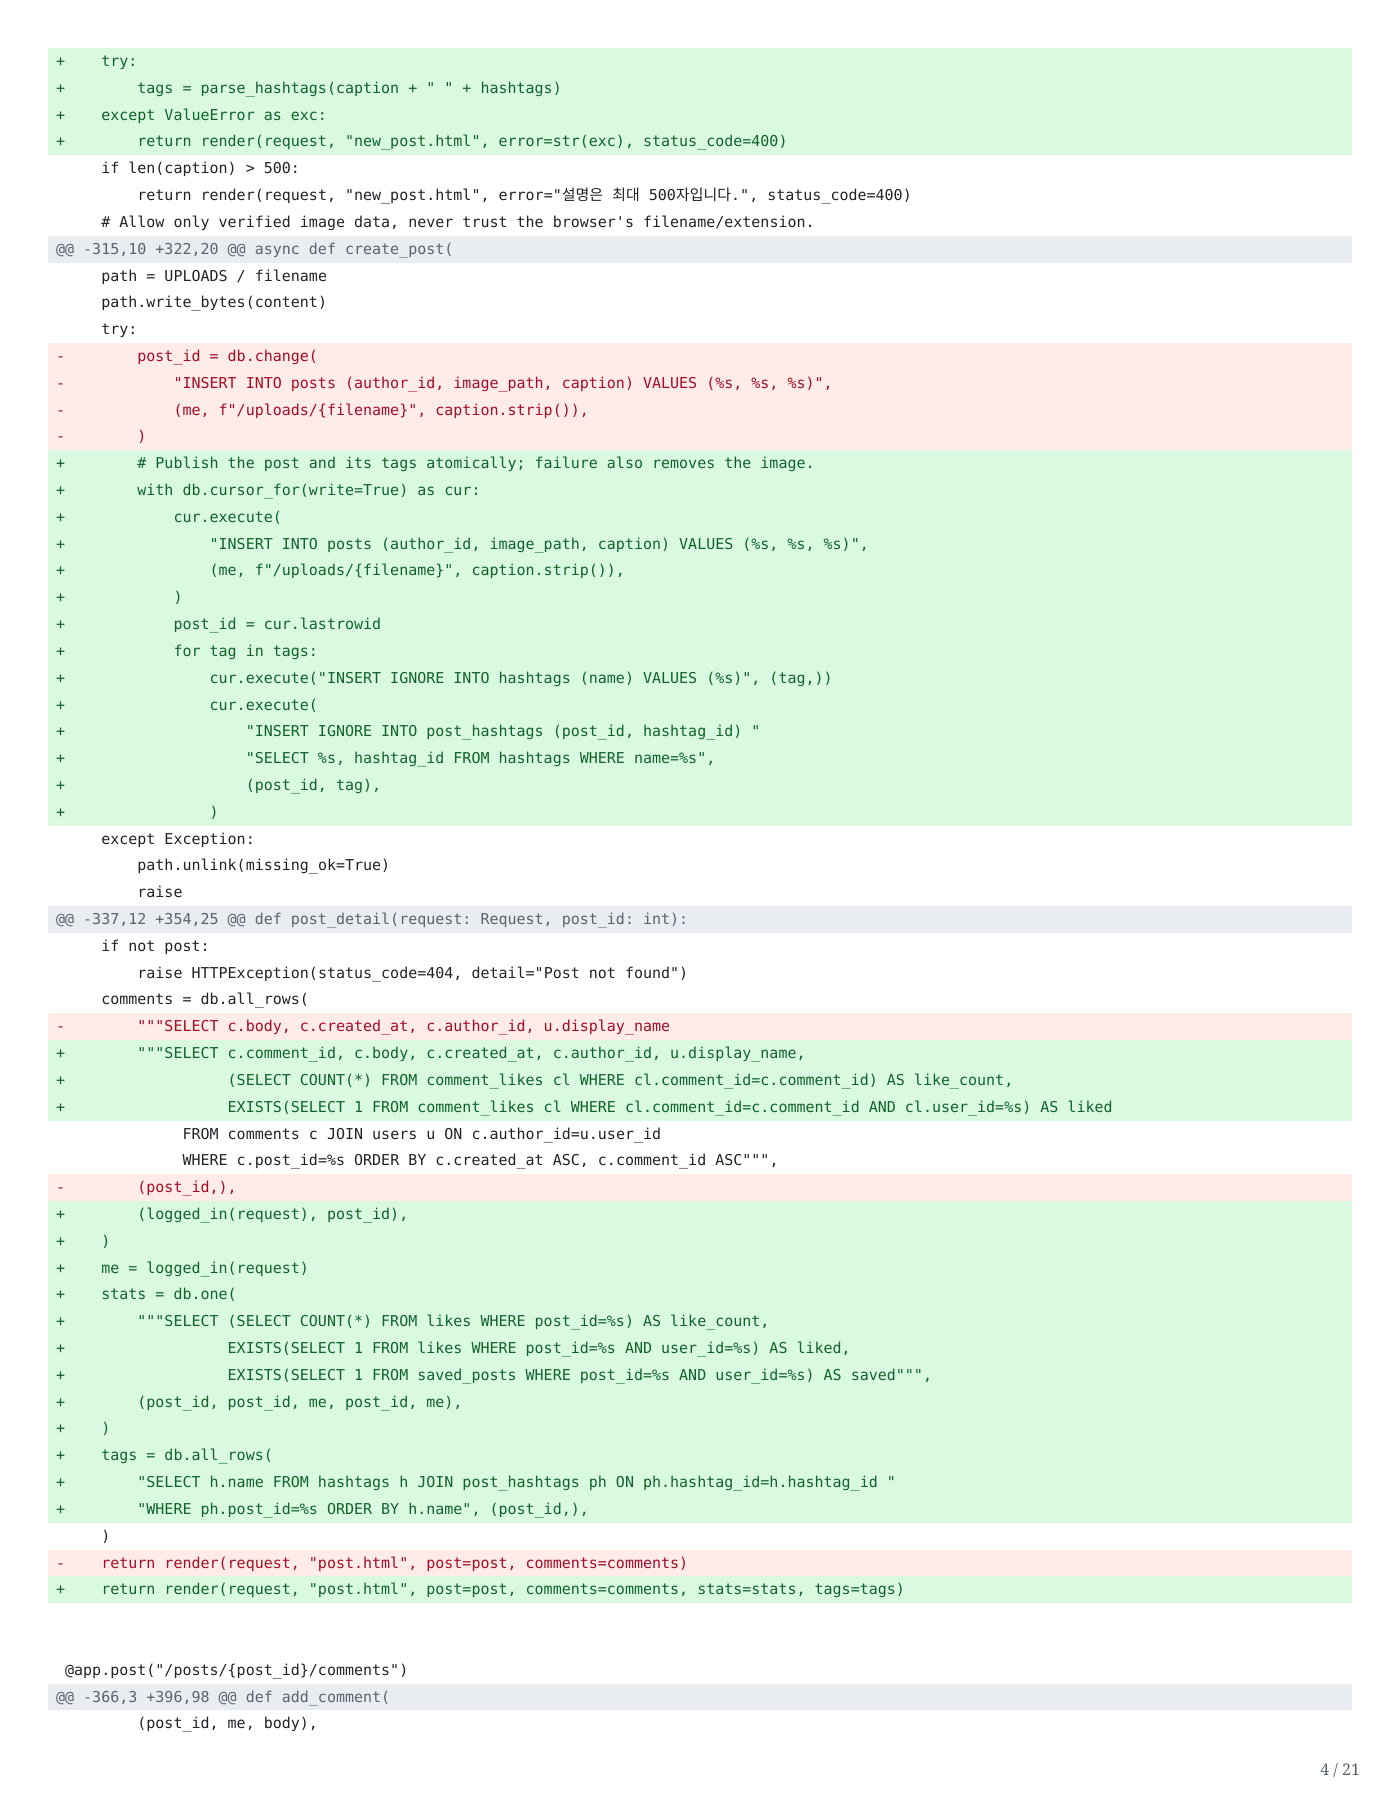 +    try:
+        tags = parse_hashtags(caption + " " + hashtags)
+    except ValueError as exc:
+        return render(request, "new_post.html", error=str(exc), status_code=400)
     if len(caption) > 500:
         return render(request, "new_post.html", error="설명은 최대 500자입니다.", status_code=400)
     # Allow only verified image data, never trust the browser's filename/extension.
@@ -315,10 +322,20 @@ async def create_post(
     path = UPLOADS / filename
     path.write_bytes(content)
     try:
-        post_id = db.change(
-            "INSERT INTO posts (author_id, image_path, caption) VALUES (%s, %s, %s)",
-            (me, f"/uploads/{filename}", caption.strip()),
-        )
+        # Publish the post and its tags atomically; failure also removes the image.
+        with db.cursor_for(write=True) as cur:
+            cur.execute(
+                "INSERT INTO posts (author_id, image_path, caption) VALUES (%s, %s, %s)",
+                (me, f"/uploads/{filename}", caption.strip()),
+            )
+            post_id = cur.lastrowid
+            for tag in tags:
+                cur.execute("INSERT IGNORE INTO hashtags (name) VALUES (%s)", (tag,))
+                cur.execute(
+                    "INSERT IGNORE INTO post_hashtags (post_id, hashtag_id) "
+                    "SELECT %s, hashtag_id FROM hashtags WHERE name=%s",
+                    (post_id, tag),
+                )
     except Exception:
         path.unlink(missing_ok=True)
         raise
@@ -337,12 +354,25 @@ def post_detail(request: Request, post_id: int):
     if not post:
         raise HTTPException(status_code=404, detail="Post not found")
     comments = db.all_rows(
-        """SELECT c.body, c.created_at, c.author_id, u.display_name
+        """SELECT c.comment_id, c.body, c.created_at, c.author_id, u.display_name,
+                  (SELECT COUNT(*) FROM comment_likes cl WHERE cl.comment_id=c.comment_id) AS like_count,
+                  EXISTS(SELECT 1 FROM comment_likes cl WHERE cl.comment_id=c.comment_id AND cl.user_id=%s) AS liked
              FROM comments c JOIN users u ON c.author_id=u.user_id
              WHERE c.post_id=%s ORDER BY c.created_at ASC, c.comment_id ASC""",
-        (post_id,),
+        (logged_in(request), post_id),
+    )
+    me = logged_in(request)
+    stats = db.one(
+        """SELECT (SELECT COUNT(*) FROM likes WHERE post_id=%s) AS like_count,
+                  EXISTS(SELECT 1 FROM likes WHERE post_id=%s AND user_id=%s) AS liked,
+                  EXISTS(SELECT 1 FROM saved_posts WHERE post_id=%s AND user_id=%s) AS saved""",
+        (post_id, post_id, me, post_id, me),
+    )
+    tags = db.all_rows(
+        "SELECT h.name FROM hashtags h JOIN post_hashtags ph ON ph.hashtag_id=h.hashtag_id "
+        "WHERE ph.post_id=%s ORDER BY h.name", (post_id,),
     )
-    return render(request, "post.html", post=post, comments=comments)
+    return render(request, "post.html", post=post, comments=comments, stats=stats, tags=tags)
 @app.post("/posts/{post_id}/comments")
@@ -366,3 +396,98 @@ def add_comment(
         (post_id, me, body),
4 / 21